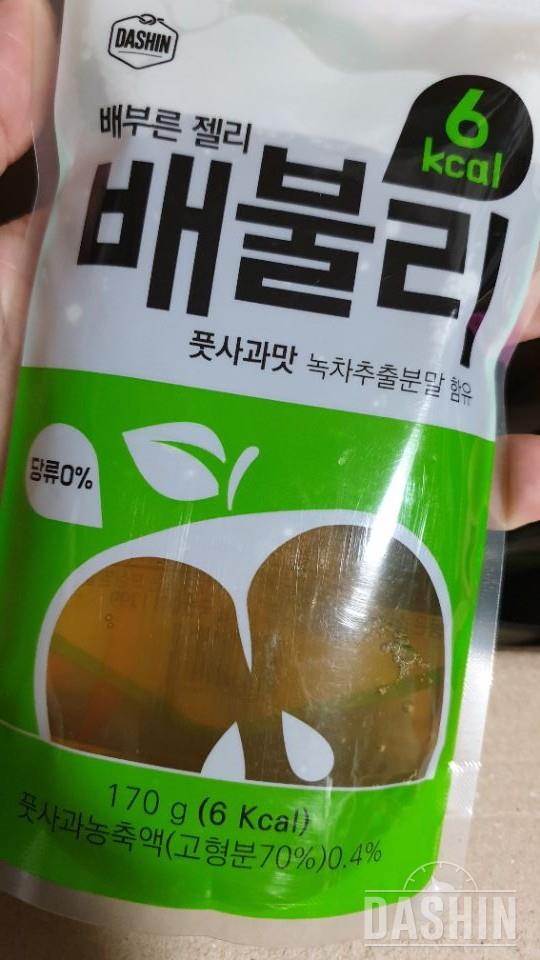 DASHIN
6
kcal
배부른 젤리
배불리
풋사과맛 녹차추출분말 함유
당류0%
170 g (6 Kcal)
풋사과농축액(고형분70%)0.4%
DASHIN